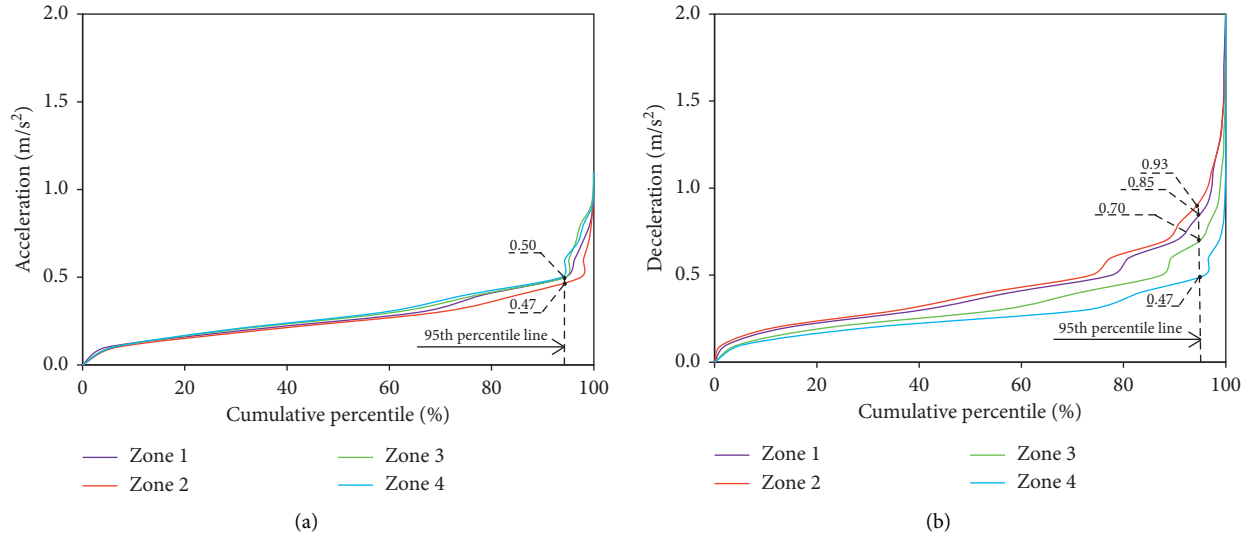 2.0
1.5
1.0
0.5
0.0
Acceleration (m/s²)
0.50
0.47
95th percentile line
0 20 40 60 80 100
Cumulative percentile (%)
Zone 1 Zone 3
Zone 2 Zone 4
(a)
2.0
1.5
1.0
0.5
0.0
Deceleration (m/s²)
0.93
0.85
0.70
0.47
95th percentile line
0 20 40 60 80 100
Cumulative percentile (%)
Zone 1 Zone 3
Zone 2 Zone 4
(b)